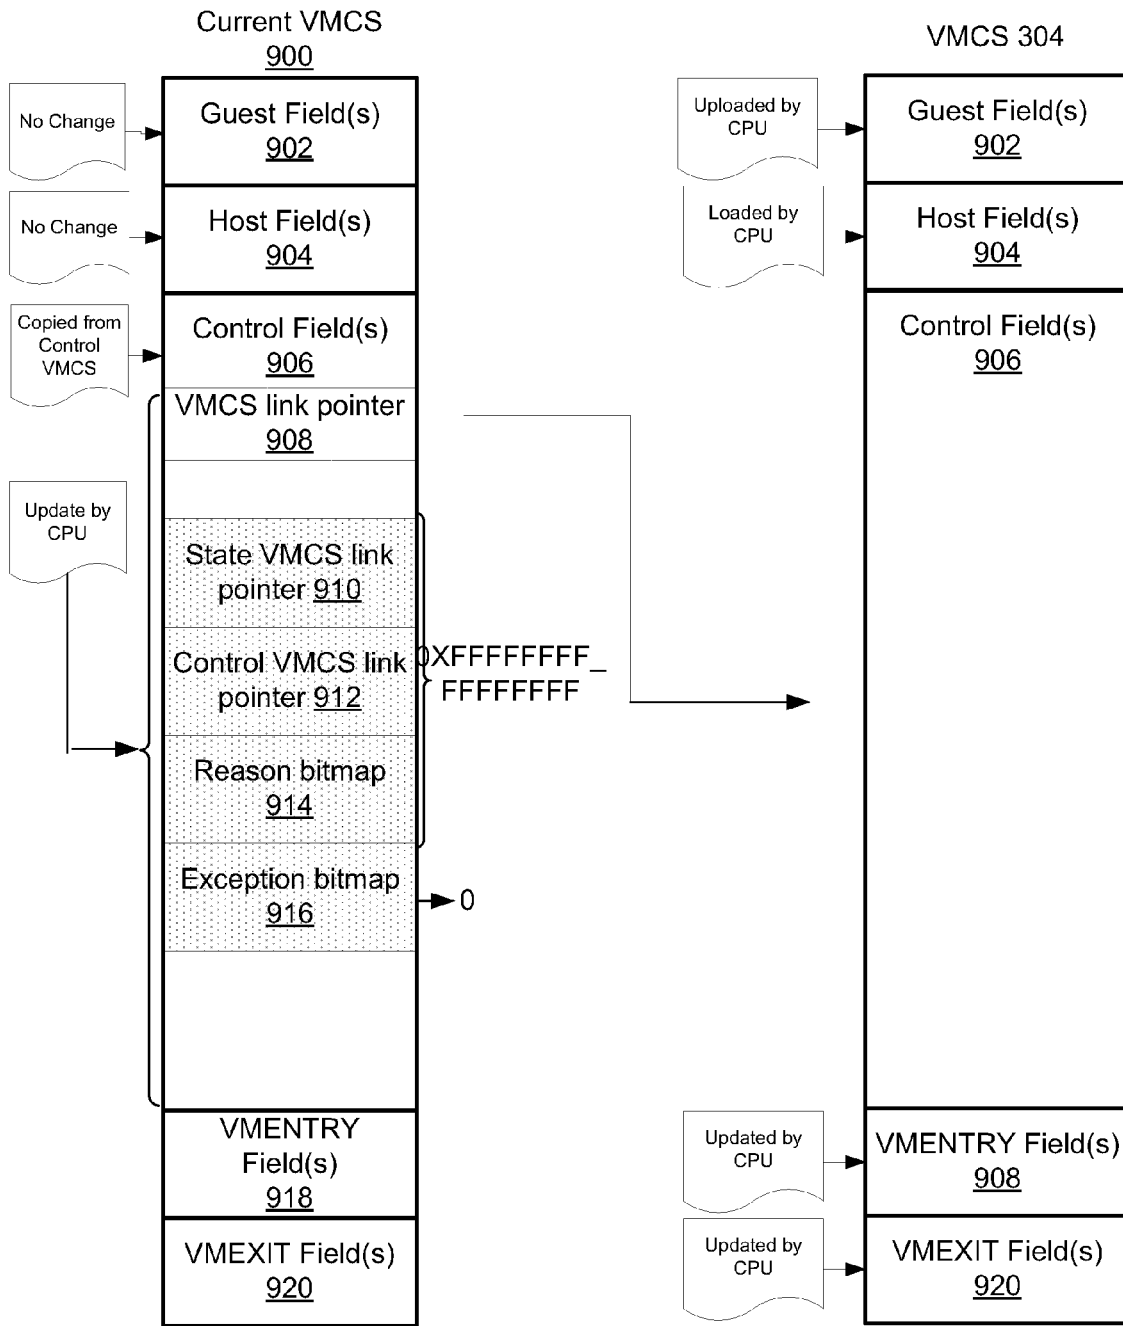 Current VMCS
900
No Change
Guest Field(s)
902
No Change
Host Field(s)
904
Copied from
Control
VMCS
Control Field(s)
906
VMCS link pointer
908
Update by
CPU
State VMCS link
pointer 910
Control VMCS link
pointer 912
0XFFFFFFFF_
FFFFFFFF
Reason bitmap
914
Exception bitmap
916
0
VMENTRY
Field(s)
918
VMEXIT Field(s)
920
VMCS 304
Uploaded by
CPU
Guest Field(s)
902
Loaded by
CPU
Host Field(s)
904
Control Field(s)
906
Updated by
CPU
VMENTRY Field(s)
908
Updated by
CPU
VMEXIT Field(s)
920